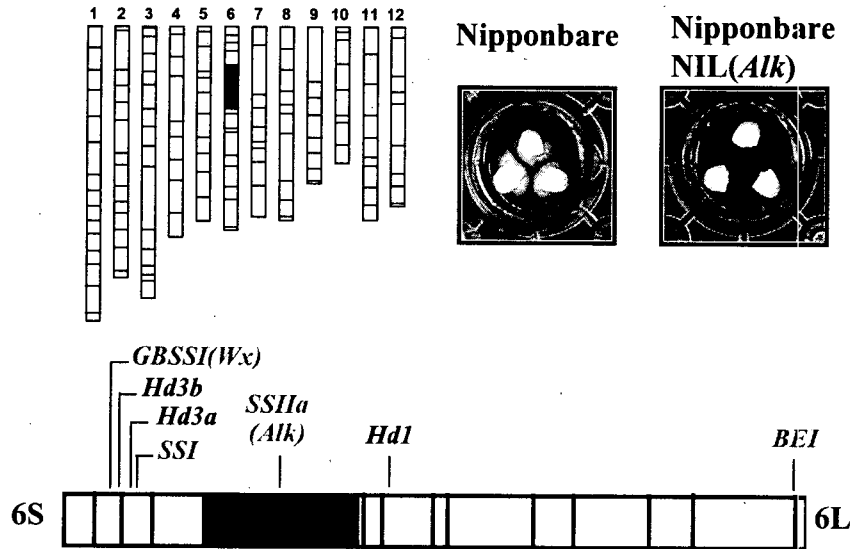 1 2 3 4 5 6 7 8 9 10 11 12
Nipponbare
Nipponbare
NIL(Alk)
GBSSI(Wx)
Hd3b
Hd3a
SSI
SSIIa
(Alk)
Hd1
BEI
6S
6L